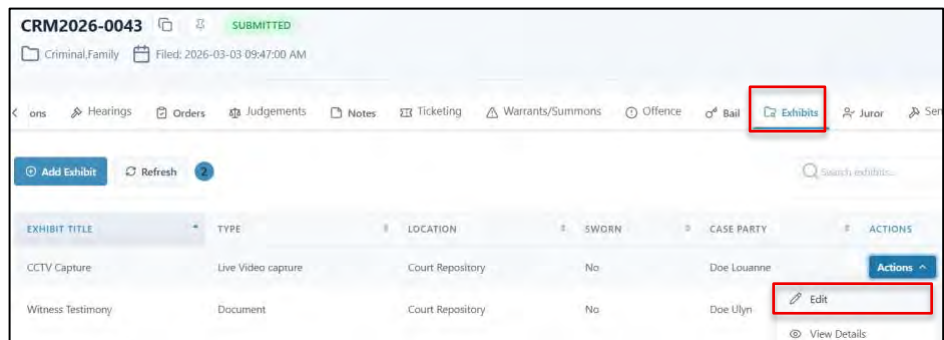 CRM2026-0043 SUBMITTED
Criminal,Family Filed: 2026-03-03 09:47:00 AM
ons Hearings Orders Judgements Notes Ticketing Warrants/Summons Offence Bail Exhibits Juror Sen
Add Exhibit Refresh 2 Search exhibits...
EXHIBIT TITLE TYPE LOCATION SWORN CASE PARTY ACTIONS
CCTV Capture Live Video capture Court Repository No Doe Louanne Actions
Witness Testimony Document Court Repository No Doe Ulyn
Edit
View Details